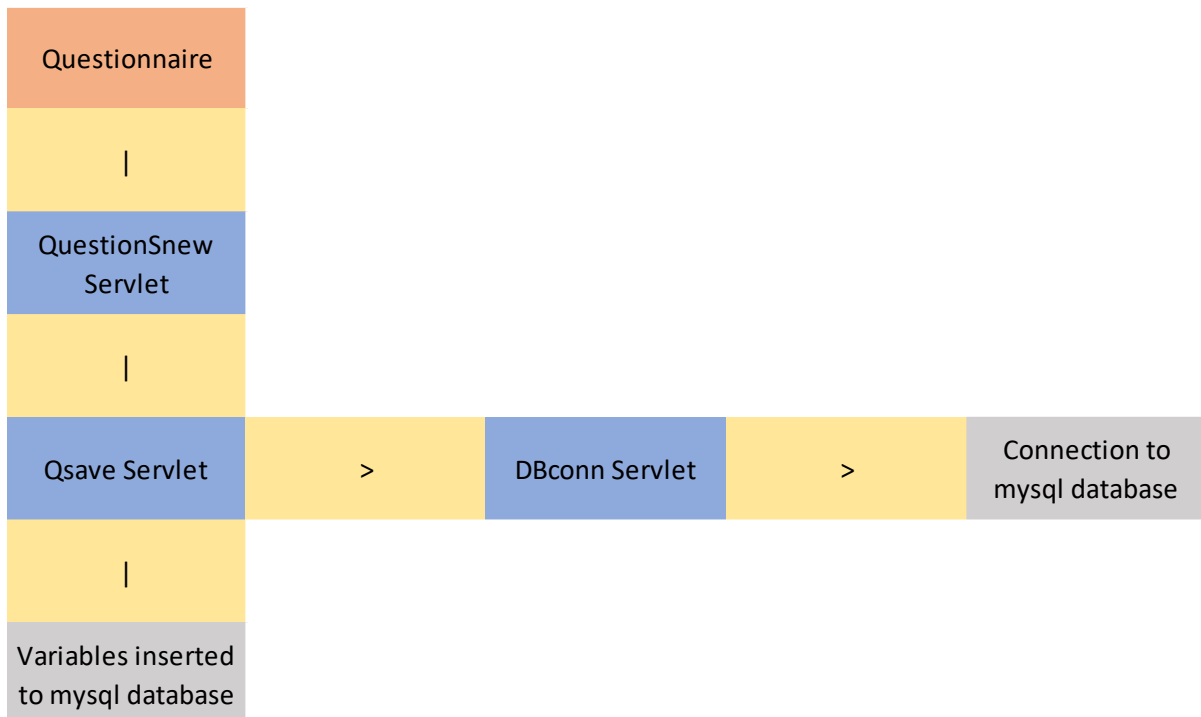 Questionnaire
|
QuestionSnew
Servlet
|
Qsave Servlet
>
DBconn Servlet
>
Connection to
mysql database
|
Variables inserted
to mysql database